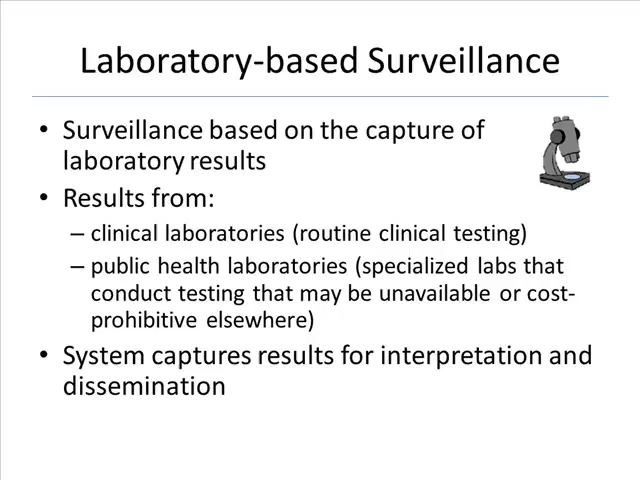 Laboratory-based Surveillance
• Surveillance based on the capture of
laboratory results
• Results from:
– clinical laboratories (routine clinical testing)
– public health laboratories (specialized labs that
conduct testing that may be unavailable or cost-
prohibitive elsewhere)
• System captures results for interpretation and
dissemination